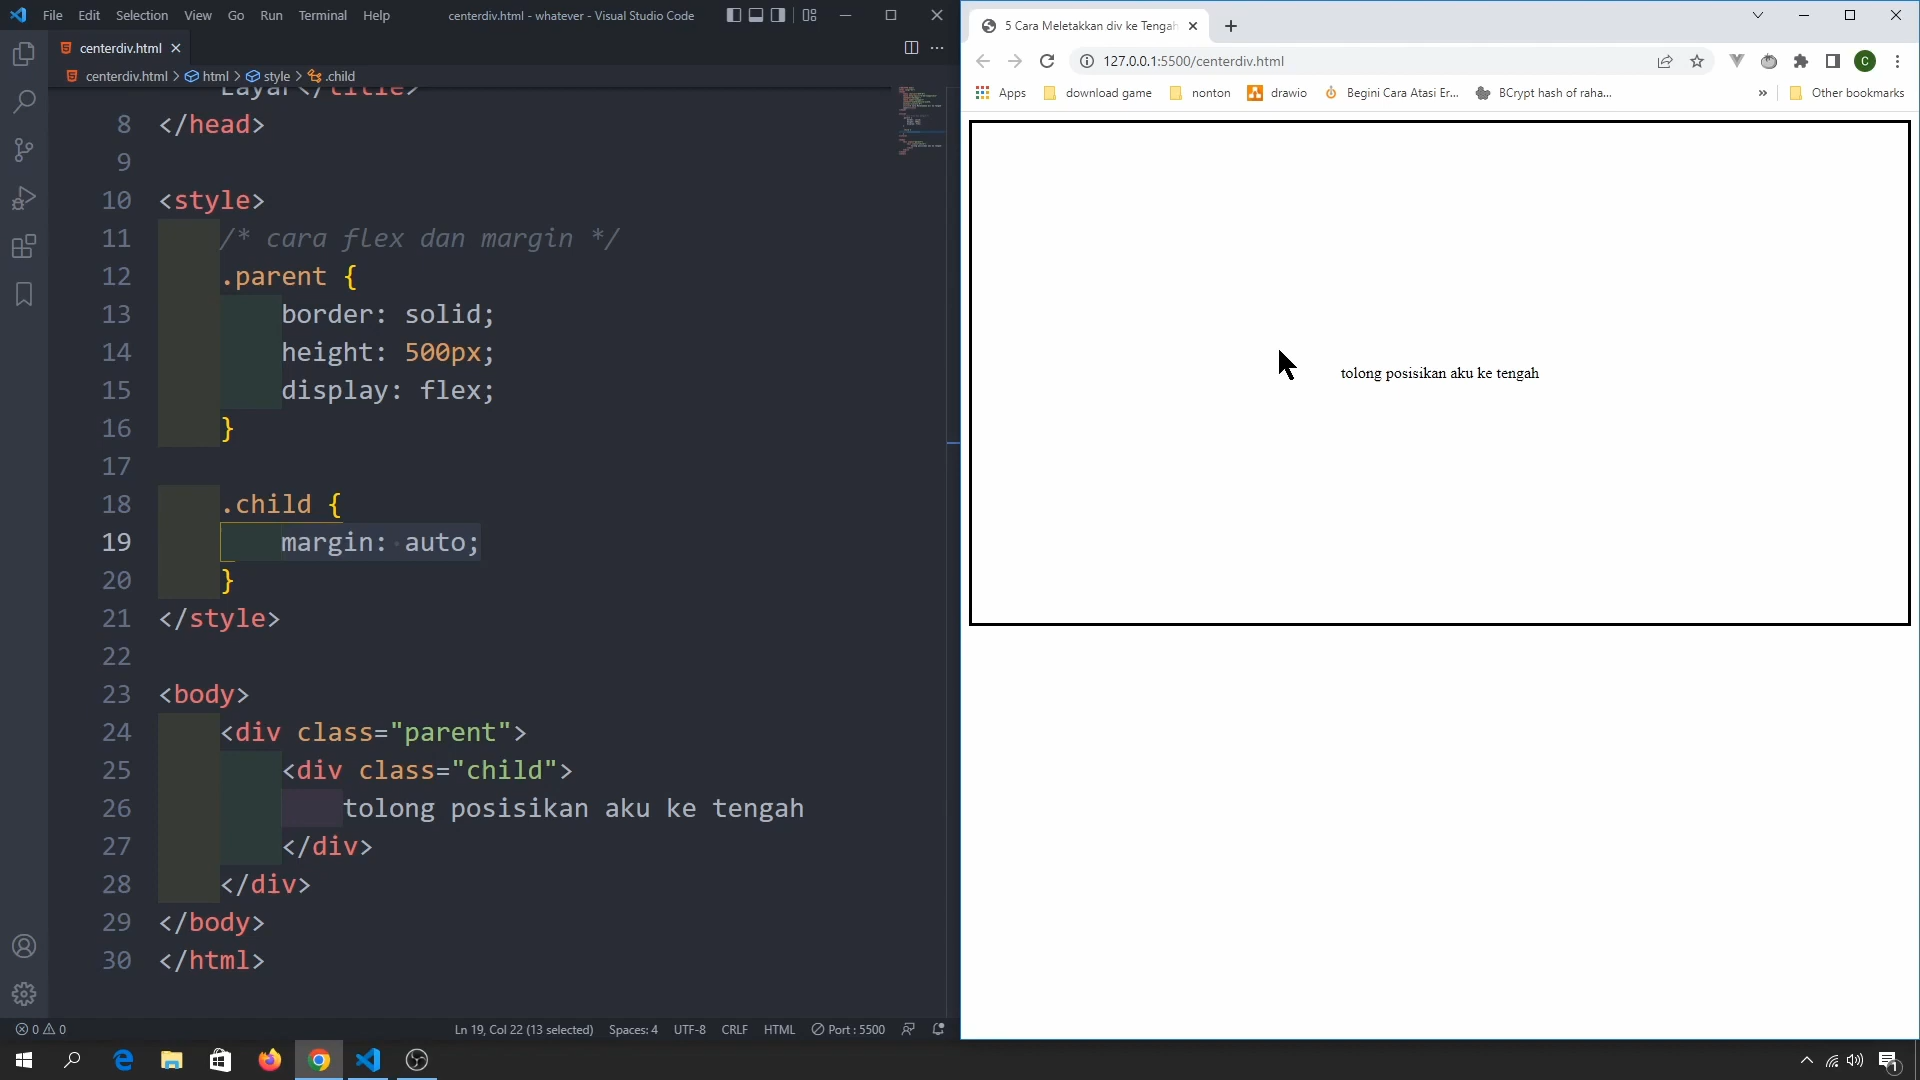 File Edit Selection View Go Run Terminal Help centerdiv.html - whatever - Visual Studio Code
centerdiv.html
centerdiv.html > html > style > .child
Layar</title>
8 </head>
9
10 <style>
11 /* cara flex dan margin */
12 .parent {
13 border: solid;
14 height: 500px;
15 display: flex;
16 }
17
18 .child {
19 margin: auto;
20 }
21 </style>
22
23 <body>
24 <div class="parent">
25 <div class="child">
26 tolong posisikan aku ke tengah
27 </div>
28 </div>
29 </body>
30 </html>
0 0 Ln 19, Col 22 (13 selected) Spaces: 4 UTF-8 CRLF HTML Port : 5500
5 Cara Meletakkan div ke Tengah
127.0.0.1:5500/centerdiv.html
C
Apps download game nonton drawio Begini Cara Atasi Er... BCrypt hash of raha... » Other bookmarks
tolong posisikan aku ke tengah
1